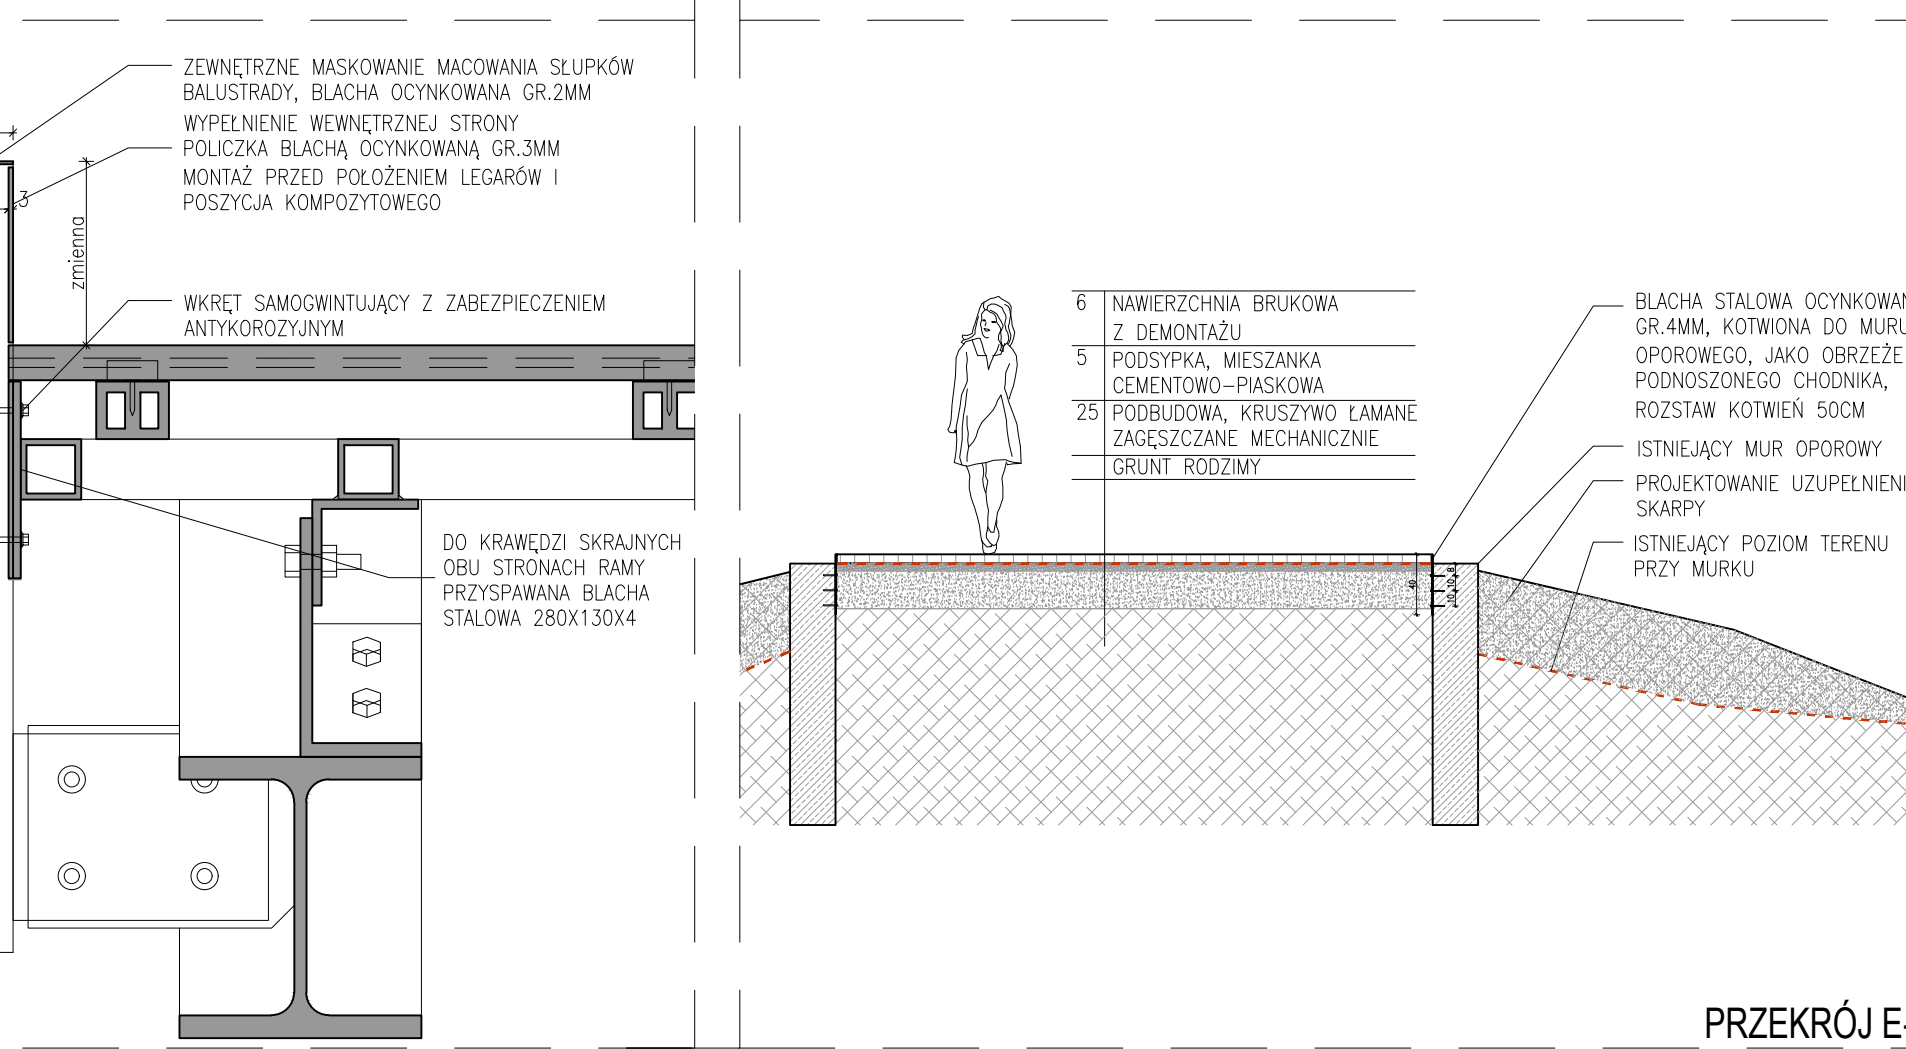 ZEWNĘTRZNE MASKOWANIE MACOWANIA SŁUPKÓW
BALUSTRADY, BLACHA OCYNKOWANA GR.2MM
WYPEŁNIENIE WEWNĘTRZNEJ STRONY
POLICZKA BLACHĄ OCYNKOWANĄ GR.3MM
MONTAŻ PRZED POŁOŻENIEM LEGARÓW I
POSZYCJA KOMPOZYTOWEGO
3
zmienna
WKRĘT SAMOGWINTUJĄCY Z ZABEZPIECZENIEM
ANTYKOROZYJNYM
DO KRAWĘDZI SKRAJNYCH
OBU STRONACH RAMY
PRZYSPAWANA BLACHA
STALOWA 280X130X4
6 NAWIERZCHNIA BRUKOWA
Z DEMONTAŻU
5 PODSYPKA, MIESZANKA
CEMENTOWO-PIASKOWA
25 PODBUDOWA, KRUSZYWO ŁAMANE
ZAGĘSZCZANE MECHANICZNIE
GRUNT RODZIMY
BLACHA STALOWA OCYNKOWAN
GR.4MM, KOTWIONA DO MURU
OPOROWEGO, JAKO OBRZEŻE
PODNOSZONEGO CHODNIKA,
ROZSTAW KOTWIEŃ 50CM
ISTNIEJĄCY MUR OPOROWY
PROJEKTOWANIE UZUPEŁNIENI
SKARPY
ISTNIEJĄCY POZIOM TERENU
PRZY MURKU
40
10 10 8
PRZEKRÓJ E-